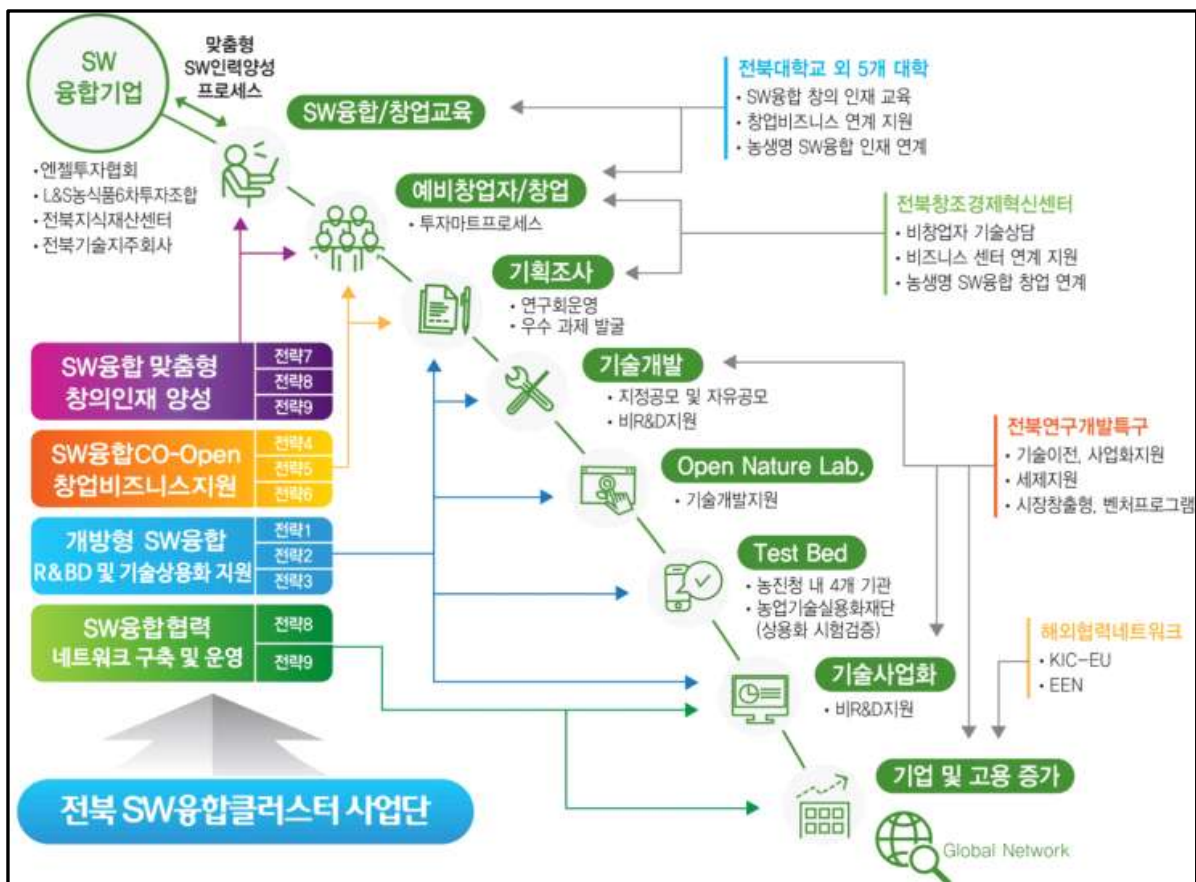 SW
융합기업
맞춤형
SW인력양성
프로세스
•엔젤투자협회
•L&S농식품6차투자조합
•전북지식재산센터
•전북기술지주회사
SW융합/창업교육
예비창업자/창업
• 투자마트프로세스
기획조사
• 연구회운영
• 우수 과제 발굴
기술개발
• 지정공모 및 자유공모
• 비R&D지원
Open Nature Lab.
• 기술개발지원
Test Bed
• 농진청 내 4개 기관
• 농업기술실용화재단
(상용화 시험검증)
기술사업화
• 비R&D지원
기업 및 고용 증가
Global Network
전북대학교 외 5개 대학
• SW융합 창의 인재 교육
• 창업비즈니스 연계 지원
• 농생명 SW융합 인재 연계
전북창조경제혁신센터
• 비창업자 기술상담
• 비즈니스 센터 연계 지원
• 농생명 SW융합 창업 연계
전북연구개발특구
• 기술이전, 사업화지원
• 세제지원
• 시장창출형, 벤처프로그램
해외협력네트워크
• KIC-EU
• EEN
SW융합 맞춤형
창의인재 양성
전략7
전략8
전략9
SW융합CO-Open
창업비즈니스지원
전략4
전략5
전략6
개방형 SW융합
R&BD 및 기술상용화 지원
전략1
전략2
전략3
SW융합협력
네트워크 구축 및 운영
전략8
전략9
전북 SW융합클러스터 사업단